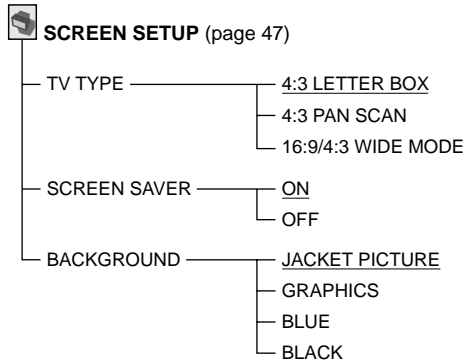 SCREEN SETUP (page 47)
TV TYPE
4:3 LETTER BOX
4:3 PAN SCAN
16:9/4:3 WIDE MODE
SCREEN SAVER
ON
OFF
BACKGROUND
JACKET PICTURE
GRAPHICS
BLUE
BLACK